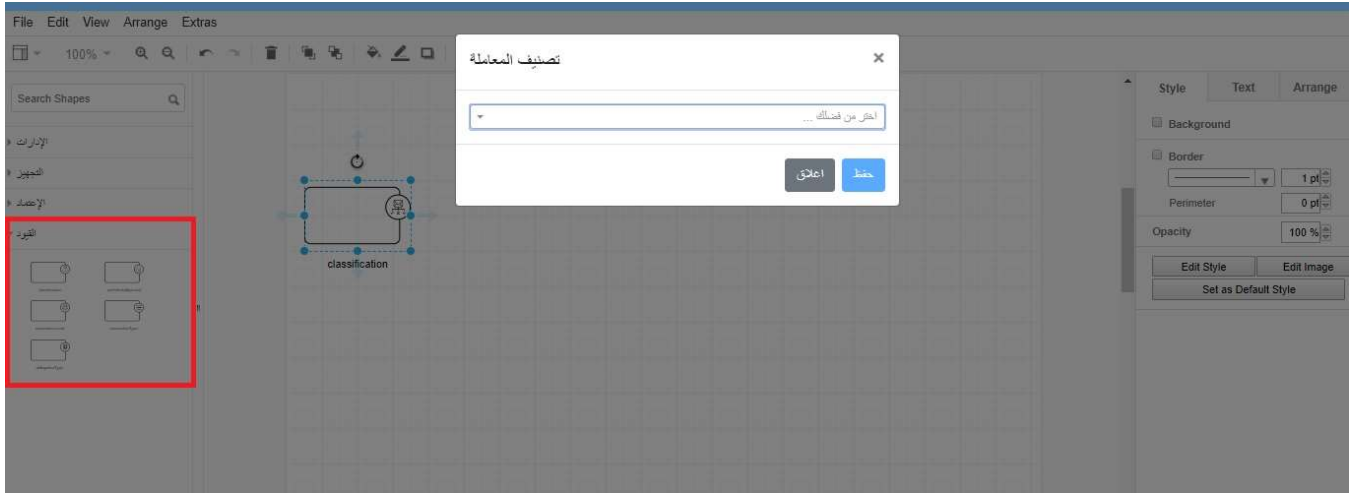 File Edit View Arrange Extras
100%
تصنيف المعاملة
×
Search Shapes
اختر من فضلك ...
حفظ
اغلاق
الإدارات
التجهيز
الإعتماد
القيود
classification
Style Text Arrange
Background
Border
1 pt
Perimeter
0 pt
Opacity
100 %
Edit Style
Edit Image
Set as Default Style